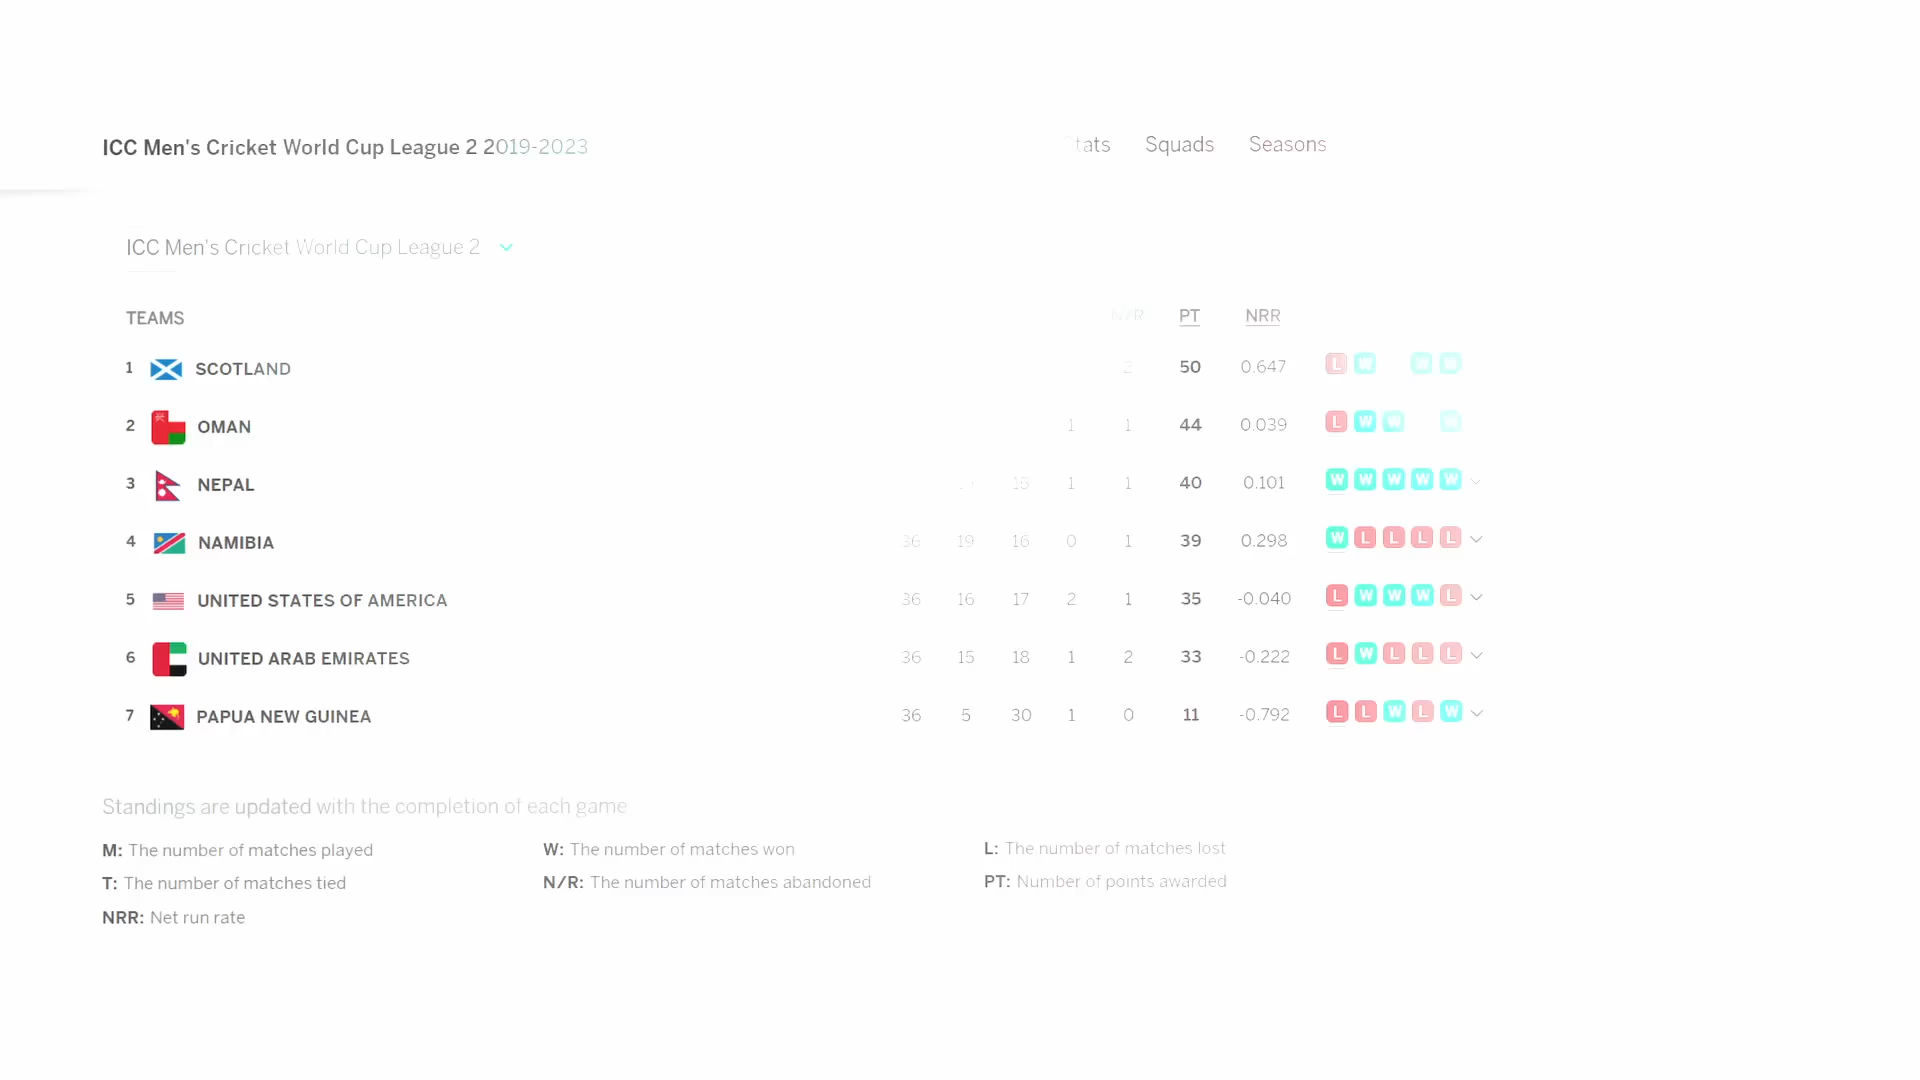 ICC Men's Cricket World Cup League 2 2019-2023 Squads Seasons
ICC Men's Cricket World Cup League 2
TEAMS N/R PT NRR
1 SCOTLAND 2 50 0.647 L W W W
2 OMAN 1 1 44 0.039 L W W W
3 NEPAL 15 1 1 40 0.101 W W W W W
4 NAMIBIA 36 19 16 0 1 39 0.298 W L L L L
5 UNITED STATES OF AMERICA 36 16 17 2 1 35 -0.040 L W W W L
6 UNITED ARAB EMIRATES 36 15 18 1 2 33 -0.222 L W L L L
7 PAPUA NEW GUINEA 36 5 30 1 0 11 -0.792 L L W L W
Standings are updated with the completion of each game
M: The number of matches played W: The number of matches won L: The number of matches lost
T: The number of matches tied N/R: The number of matches abandoned PT: Number of points awarded
NRR: Net run rate